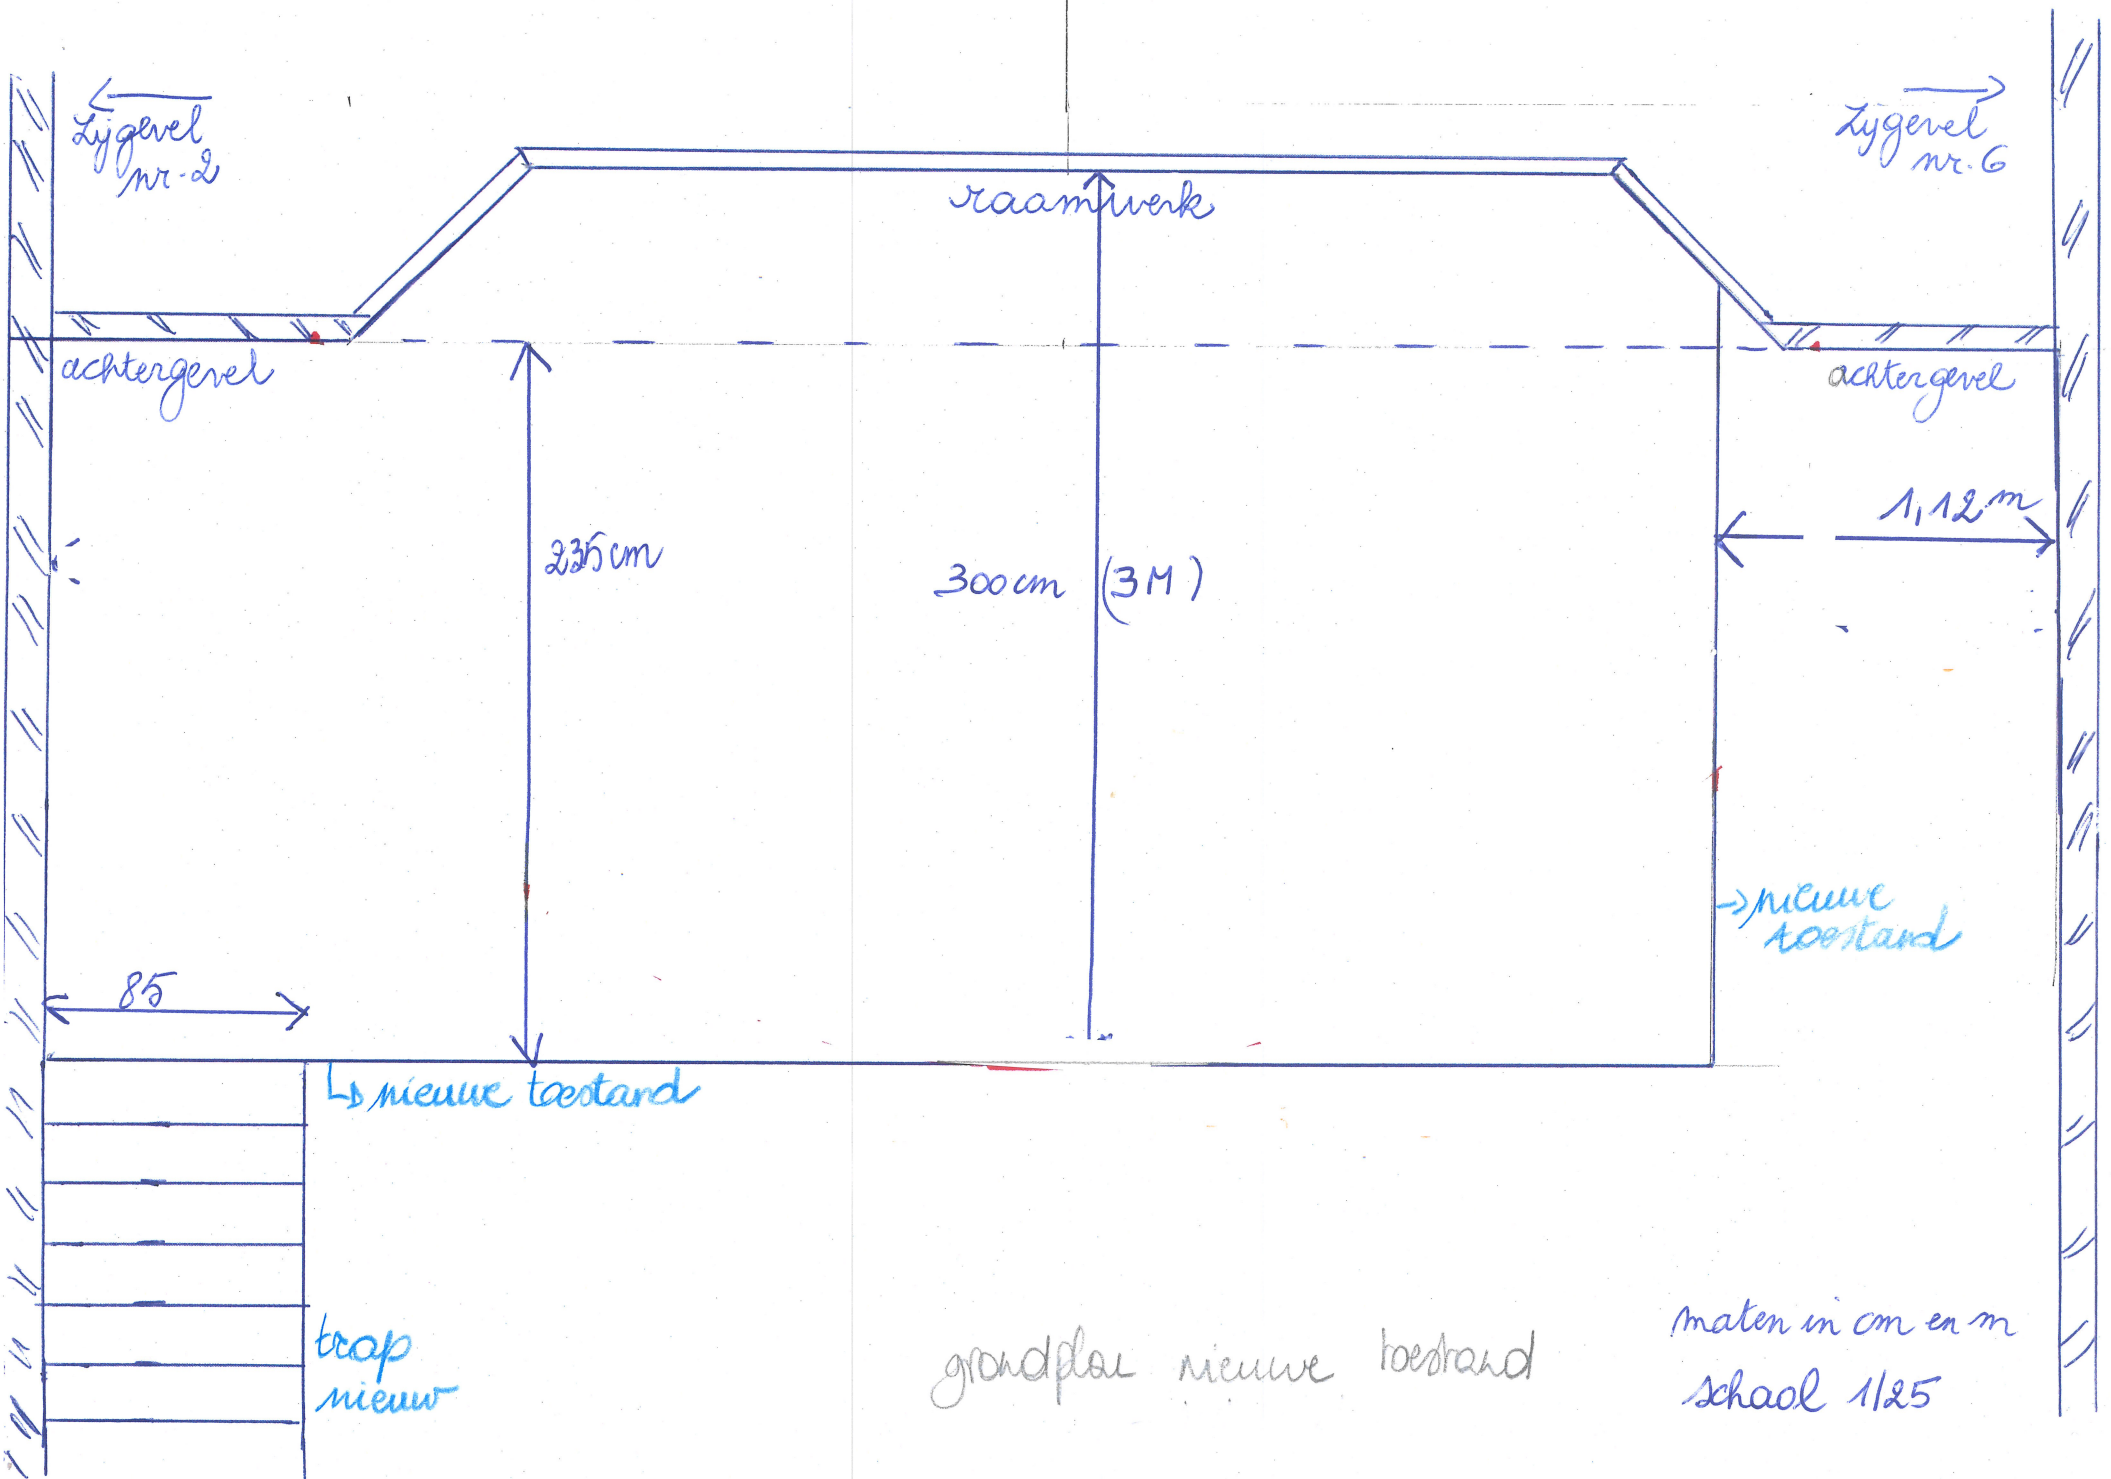 Zijgevel
nr. 2
Zijgevel
nr. 6
raamwerk
achtergevel
achtergevel
1,12 m
235 cm
300 cm (3M)
→ nieuwe
toestand
85
↳ nieuwe toestand
trap
nieuw
grondplan nieuwe toestand
maten in cm en m
schaal 1/25